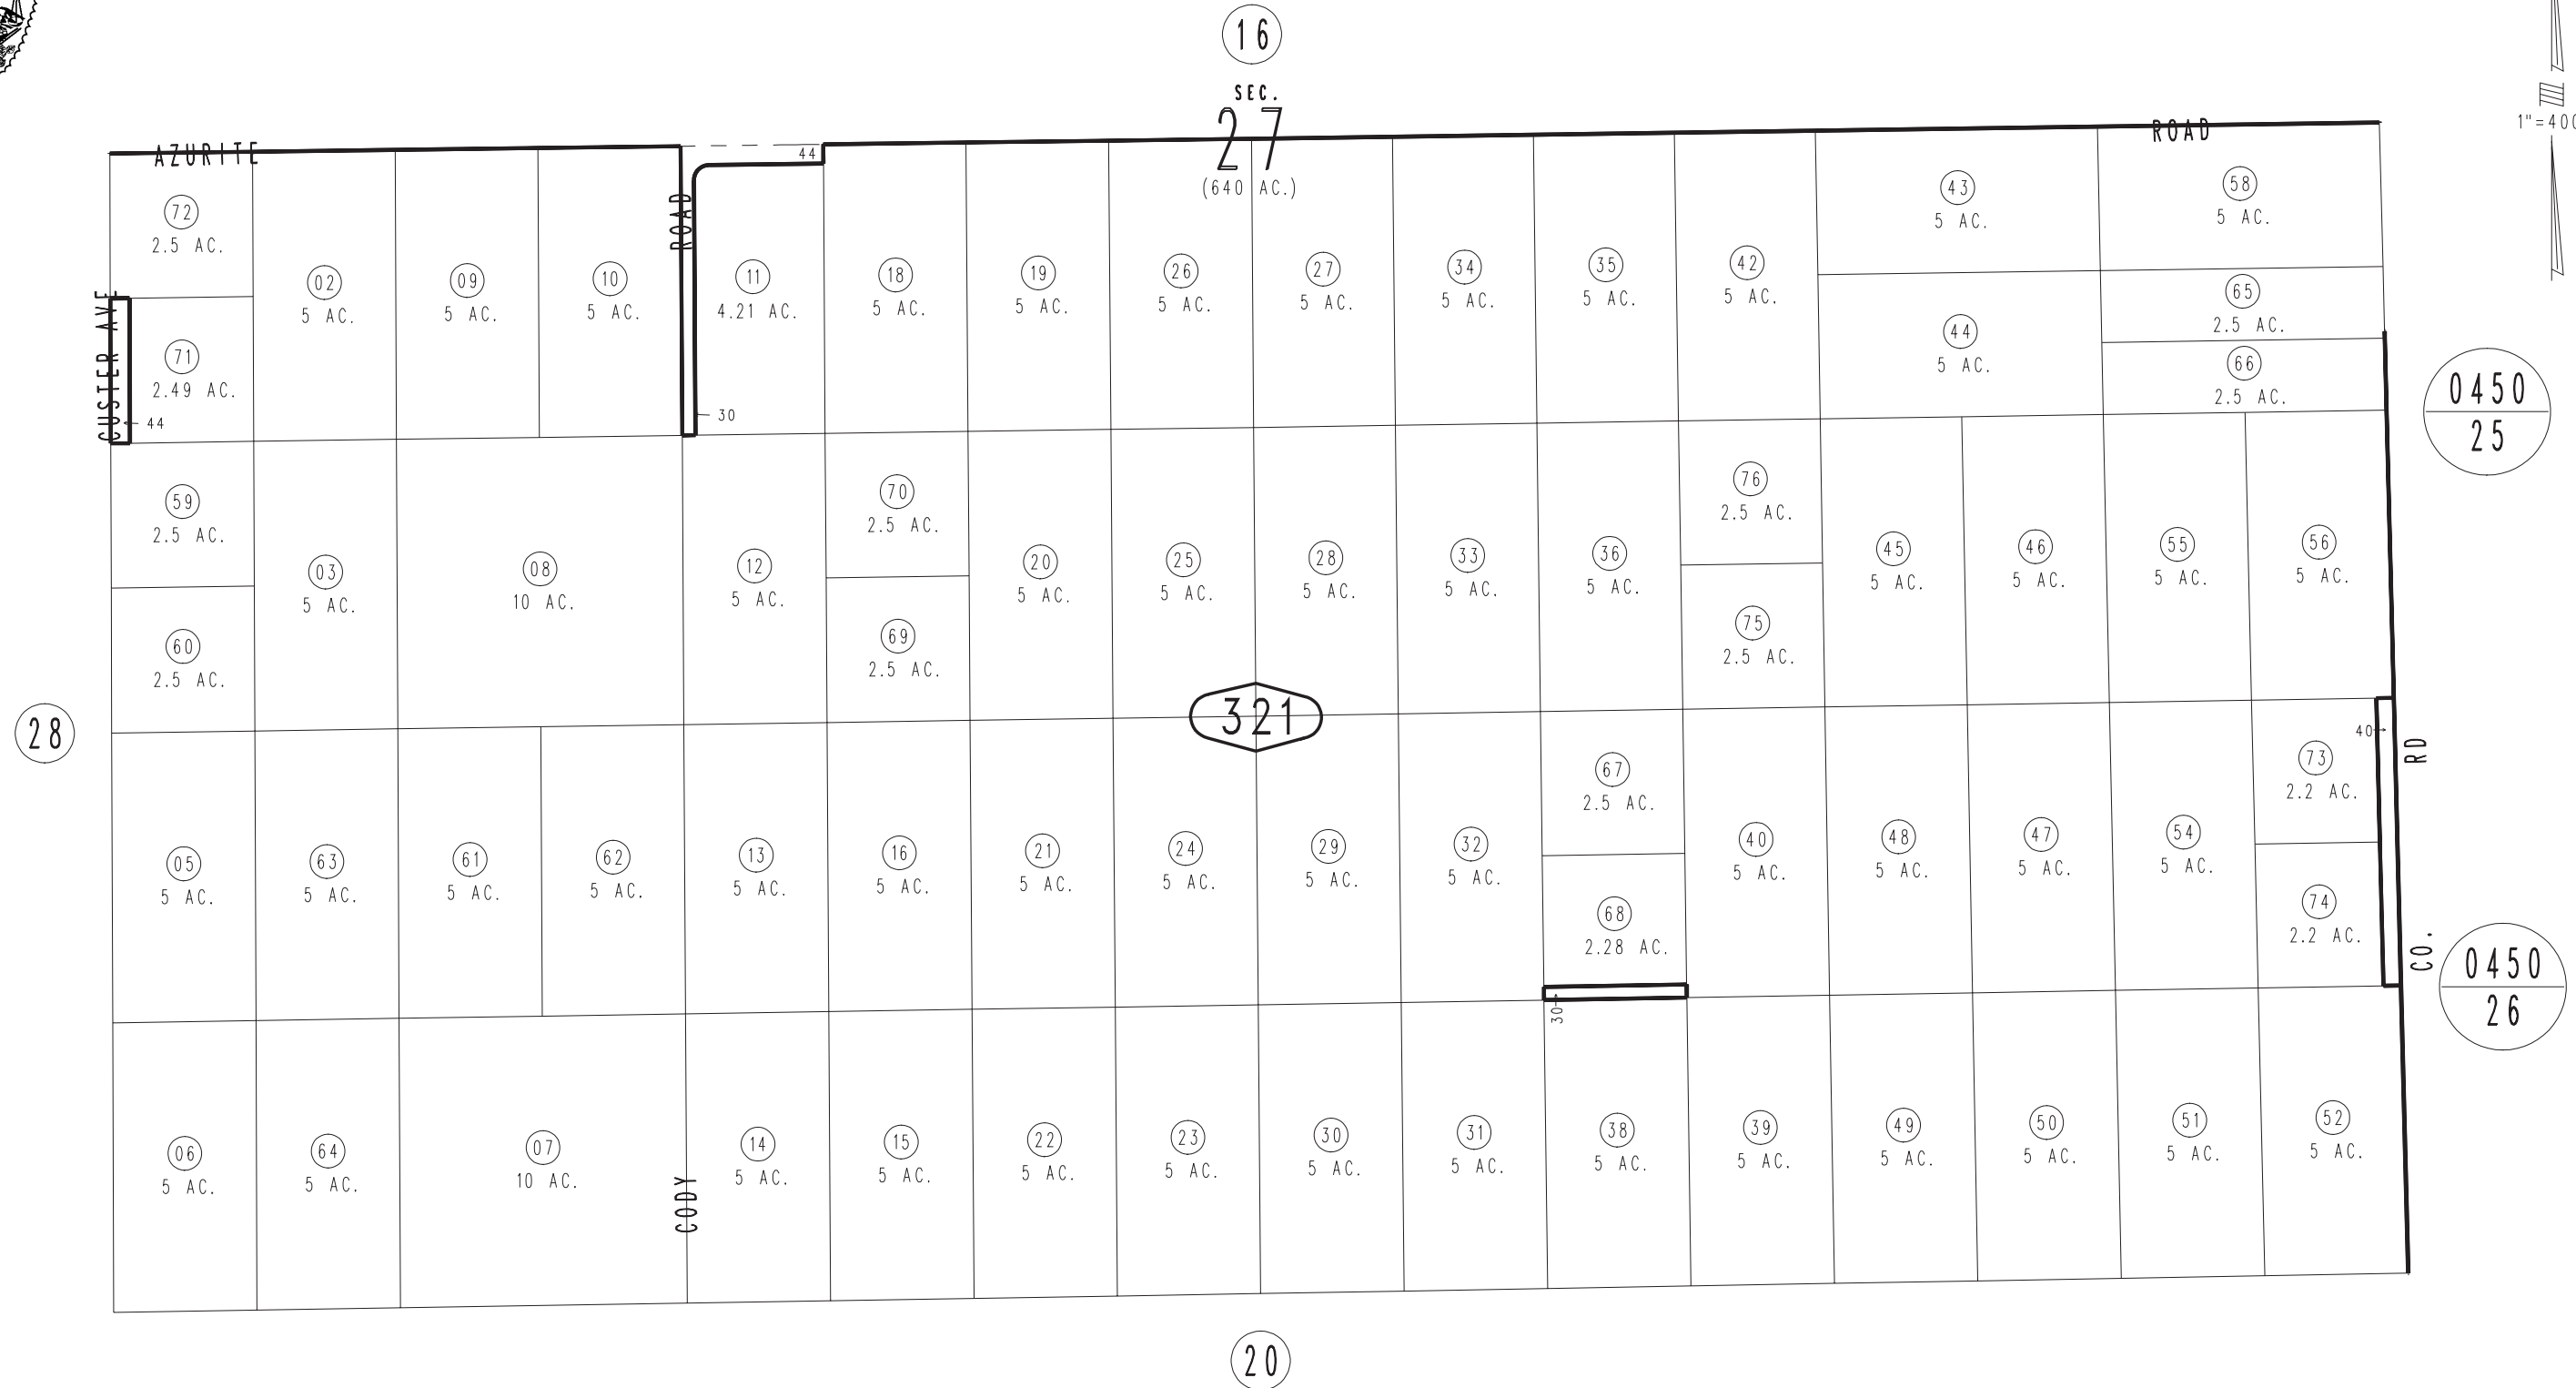 16
SEC.
27
(640 AC.)
1"=400
AZURITE
ROAD
44
72
2.5 AC.
02
5 AC.
09
5 AC.
10
5 AC.
ROAD
11
4.21 AC.
18
5 AC.
19
5 AC.
26
5 AC.
27
5 AC.
34
5 AC.
35
5 AC.
42
5 AC.
43
5 AC.
58
5 AC.
65
2.5 AC.
44
5 AC.
66
2.5 AC.
CUSTER AVE
71
2.49 AC.
44
30
0450
25
59
2.5 AC.
60
2.5 AC.
03
5 AC.
08
10 AC.
12
5 AC.
70
2.5 AC.
69
2.5 AC.
20
5 AC.
25
5 AC.
28
5 AC.
33
5 AC.
36
5 AC.
76
2.5 AC.
75
2.5 AC.
45
5 AC.
46
5 AC.
55
5 AC.
56
5 AC.
321
28
05
5 AC.
63
5 AC.
61
5 AC.
62
5 AC.
13
5 AC.
16
5 AC.
21
5 AC.
24
5 AC.
29
5 AC.
32
5 AC.
67
2.5 AC.
68
2.28 AC.
30
40
5 AC.
48
5 AC.
47
5 AC.
54
5 AC.
40
73
2.2 AC.
74
2.2 AC.
RD
CO.
0450
26
06
5 AC.
64
5 AC.
07
10 AC.
CODY
14
5 AC.
15
5 AC.
22
5 AC.
23
5 AC.
30
5 AC.
31
5 AC.
38
5 AC.
39
5 AC.
49
5 AC.
50
5 AC.
51
5 AC.
52
5 AC.
20